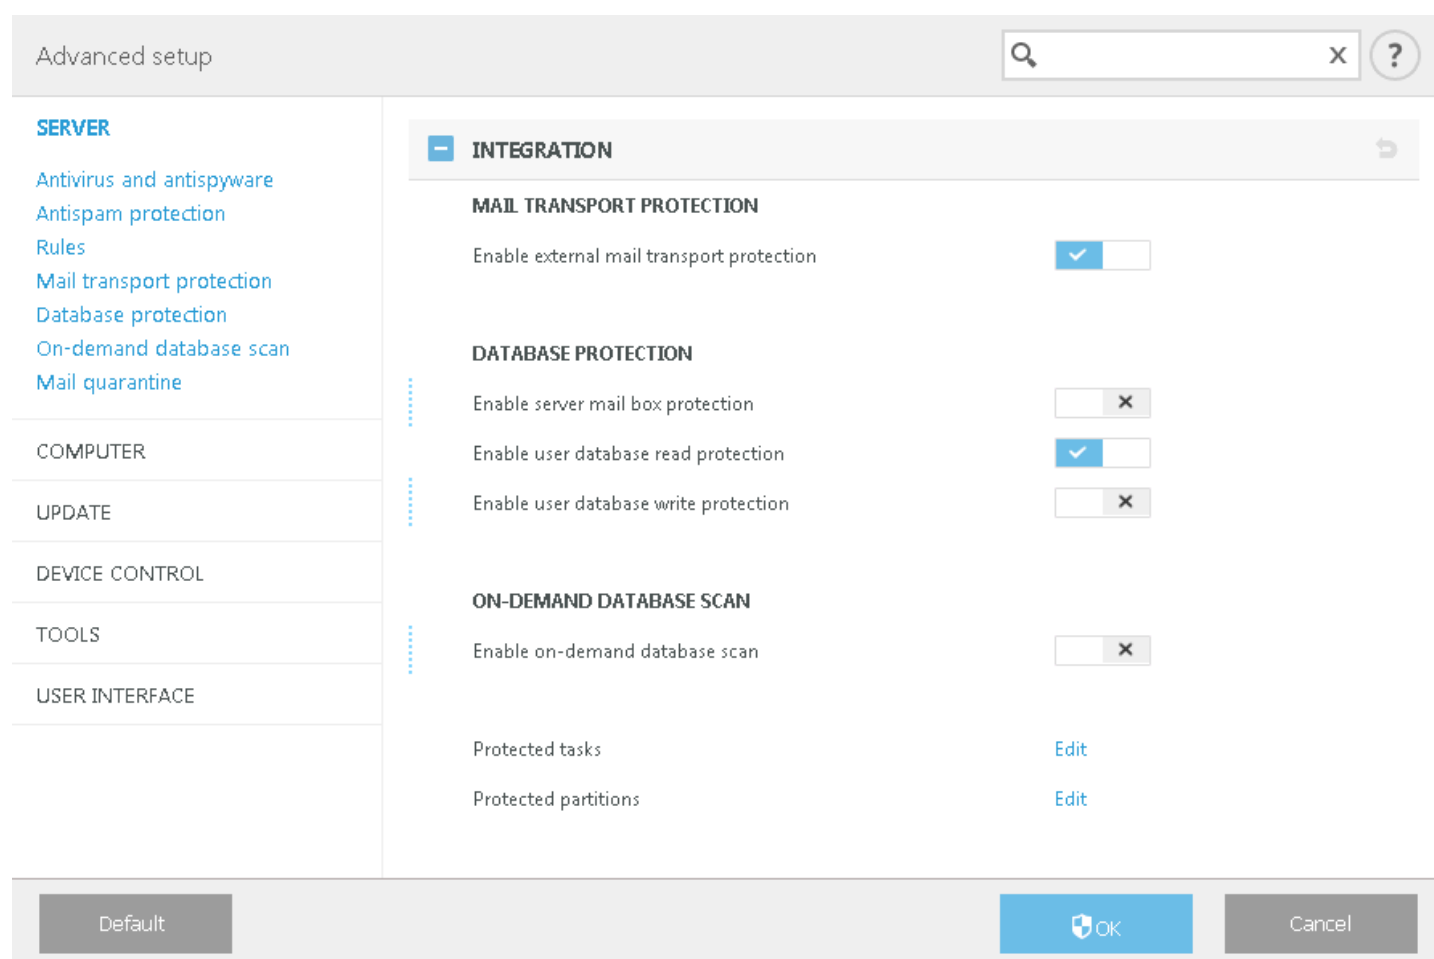 Advanced setup
X
?
SERVER
Antivirus and antispyware
Antispam protection
Rules
Mail transport protection
Database protection
On-demand database scan
Mail quarantine
COMPUTER
UPDATE
DEVICE CONTROL
TOOLS
USER INTERFACE
INTEGRATION
MAIL TRANSPORT PROTECTION
Enable external mail transport protection
DATABASE PROTECTION
Enable server mail box protection
Enable user database read protection
Enable user database write protection
ON-DEMAND DATABASE SCAN
Enable on-demand database scan
Protected tasks Edit
Protected partitions Edit
Default
OK
Cancel